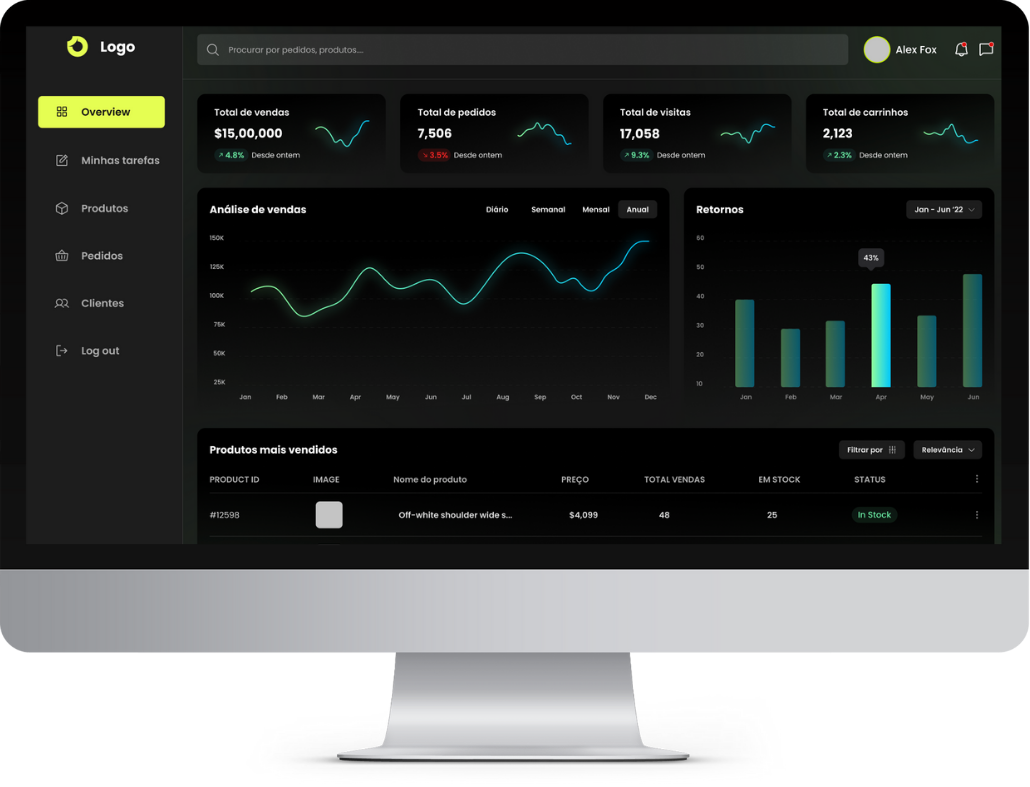 Logo
Procurar por pedidos, produtos...
Alex Fox
Overview
Minhas tarefas
Produtos
Pedidos
Clientes
Log out
Total de vendas
$15,00,000
4.8% Desde ontem
Total de pedidos
7,506
3.5% Desde ontem
Total de visitas
17,058
9.3% Desde ontem
Total de carrinhos
2,123
2.3% Desde ontem
Análise de vendas
Diário Semanal Mensal Anual
150K
125K
100K
75K
50K
25K
Jan Feb Mar Apr May Jun Jul Aug Sep Oct Nov Dec
Retornos
Jan - Jun '22
60
50
40
30
20
10
43%
Jan Feb Mar Apr May Jun
Produtos mais vendidos
Filtrar por
Relevância
PRODUCT ID IMAGE Nome do produto PREÇO TOTAL VENDAS EM STOCK STATUS
#12598 Off-white shoulder wide s... $4,099 48 25 In Stock